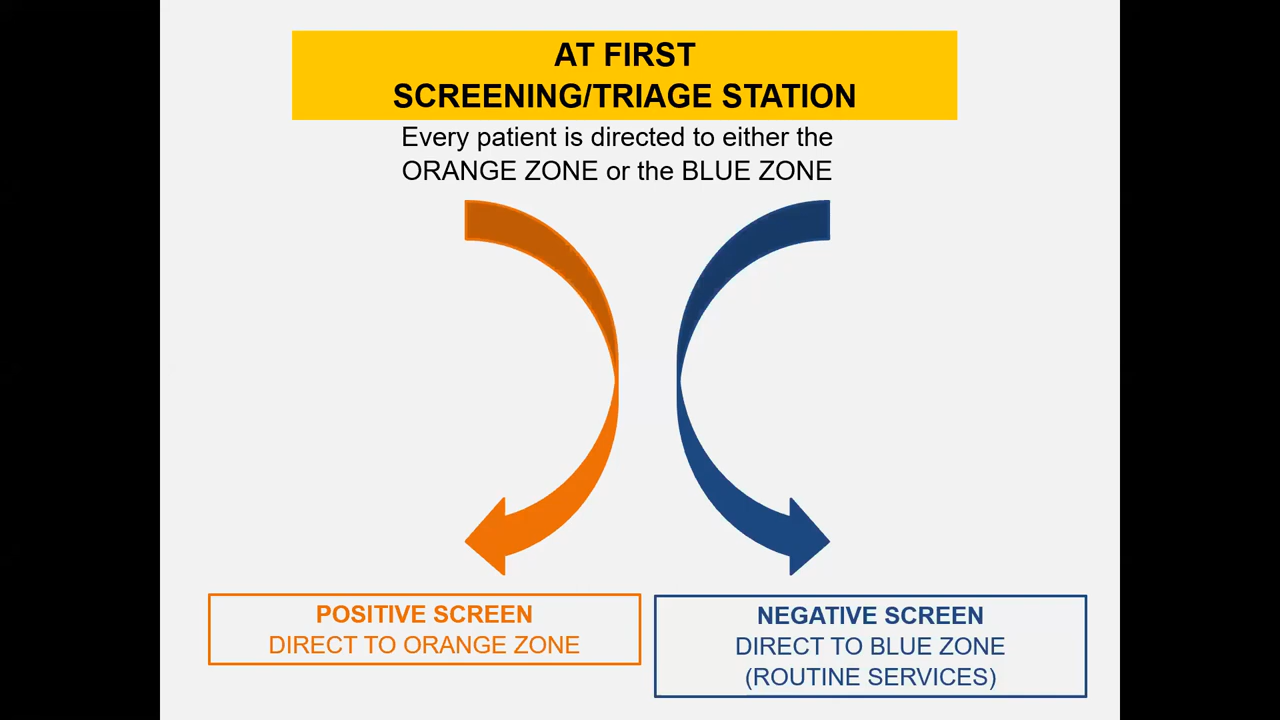 AT FIRST
SCREENING/TRIAGE STATION
Every patient is directed to either the
ORANGE ZONE or the BLUE ZONE
POSITIVE SCREEN
DIRECT TO ORANGE ZONE
NEGATIVE SCREEN
DIRECT TO BLUE ZONE
(ROUTINE SERVICES)